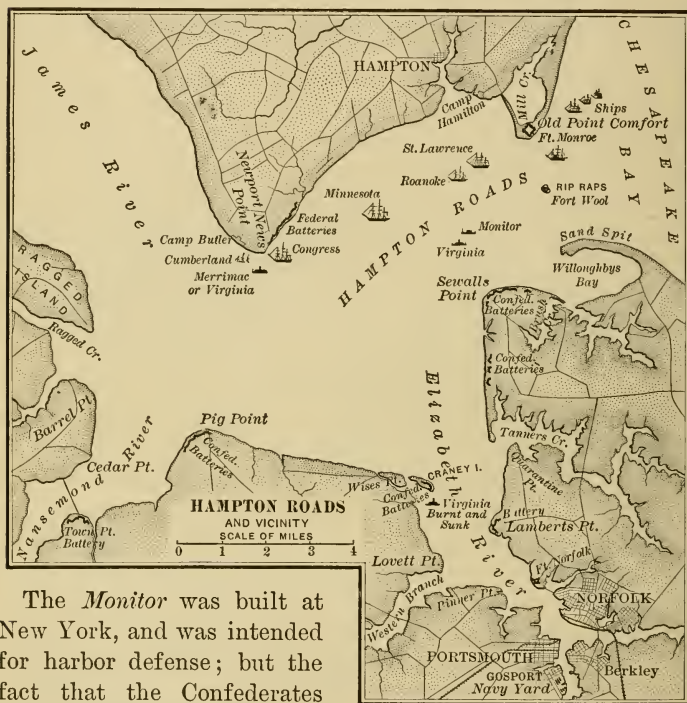 CHESAPEAKE
BAY
James River
HAMPTON
Camp
Hamilton
Mill Cr.
Ships
Old Point Comfort
Ft. Monroe
St. Lawrence
Roanoke
RIP RAPS
Fort Wool
HAMPTON ROADS
Minnesota
Newport News
Point
Federal
Batteries
Monitor
Virginia
Sand Spit
Willoughbys
Bay
Camp Butler
Congress
Cumberland
Merrimac
or Virginia
Sewalls
Point
RAGGED
ISLAND
Confed.
Batteries
Brush
Ragged Cr.
Confed.
Batteries
Elizabeth River
Barrel Pt.
Pig Point
Confed.
Batteries
Tanners Cr.
Nansemond River
Cedar Pt.
Quarantine
Pt.
Wises Pt.
CRANEY I.
Confed.
Batteries
Virginia
Burnt and
Sunk
Battery
Lamberts Pt.
HAMPTON ROADS
AND VICINITY
SCALE OF MILES
0 1 2 3 4
Town Pt.
Battery
Lovett Pt.
Ft. Norfolk
Western Branch
Pinner Pt.
NORFOLK
PORTSMOUTH
GOSPORT
Navy Yard
Berkley
The Monitor was built at
New York, and was intended
for harbor defense; but the
fact that the Confederates